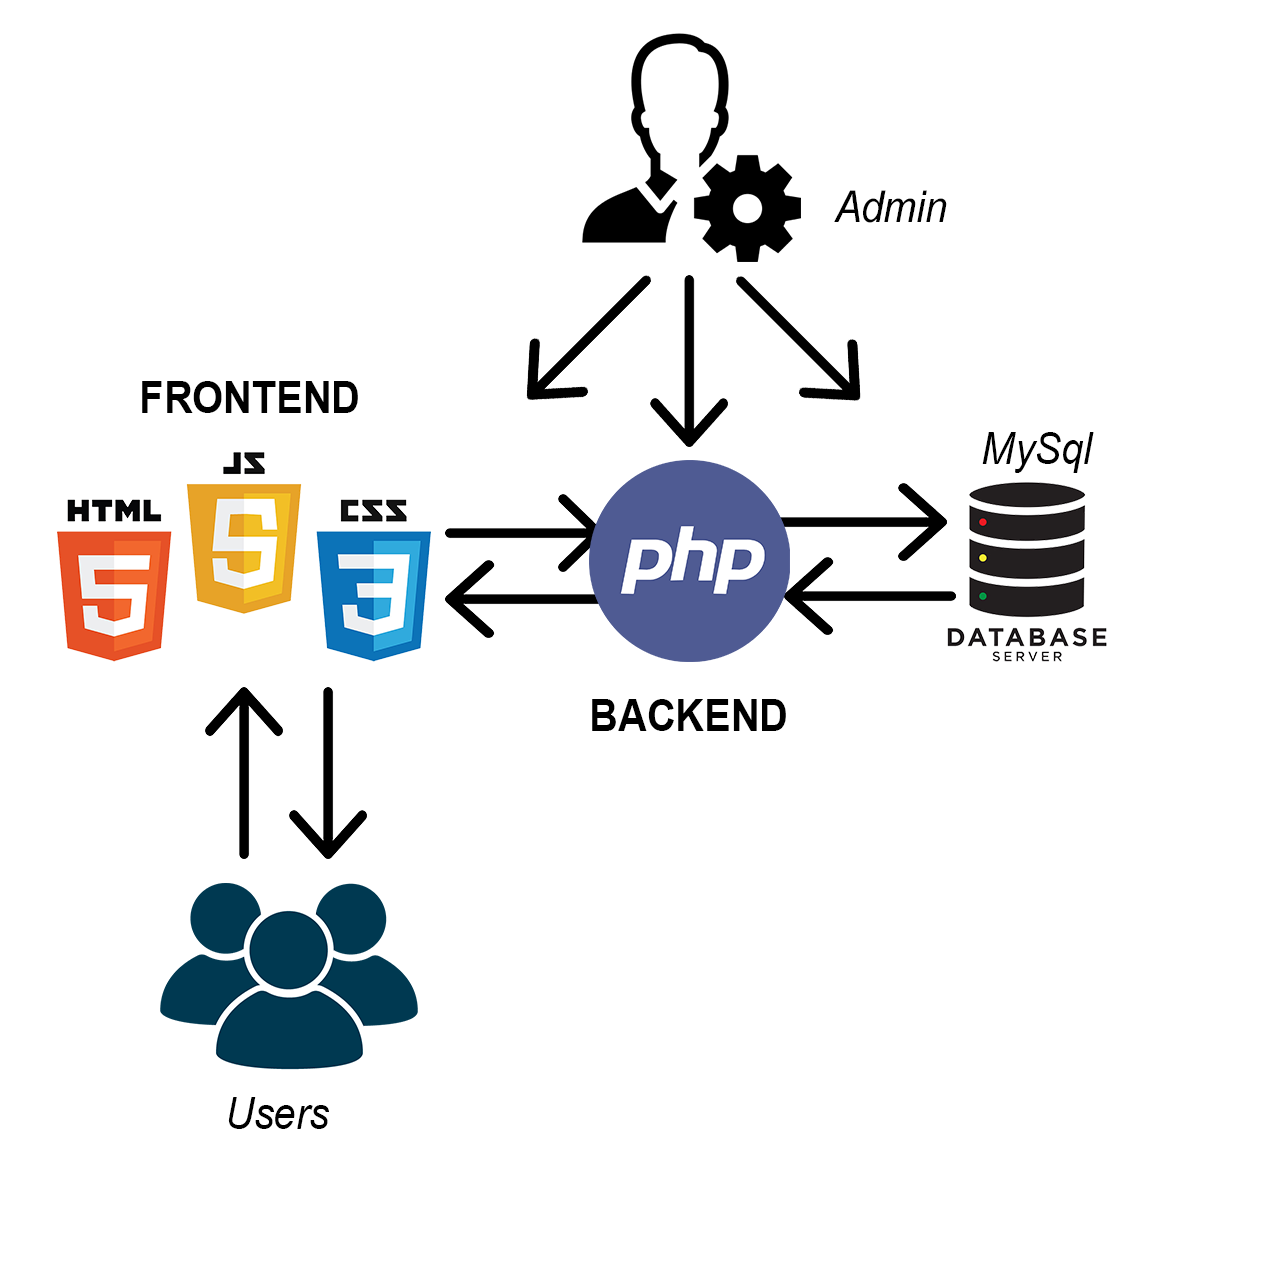 Admin
FRONTEND
JS
5
HTML
5
CSS
3
php
MySql
DATABASE
SERVER
BACKEND
Users